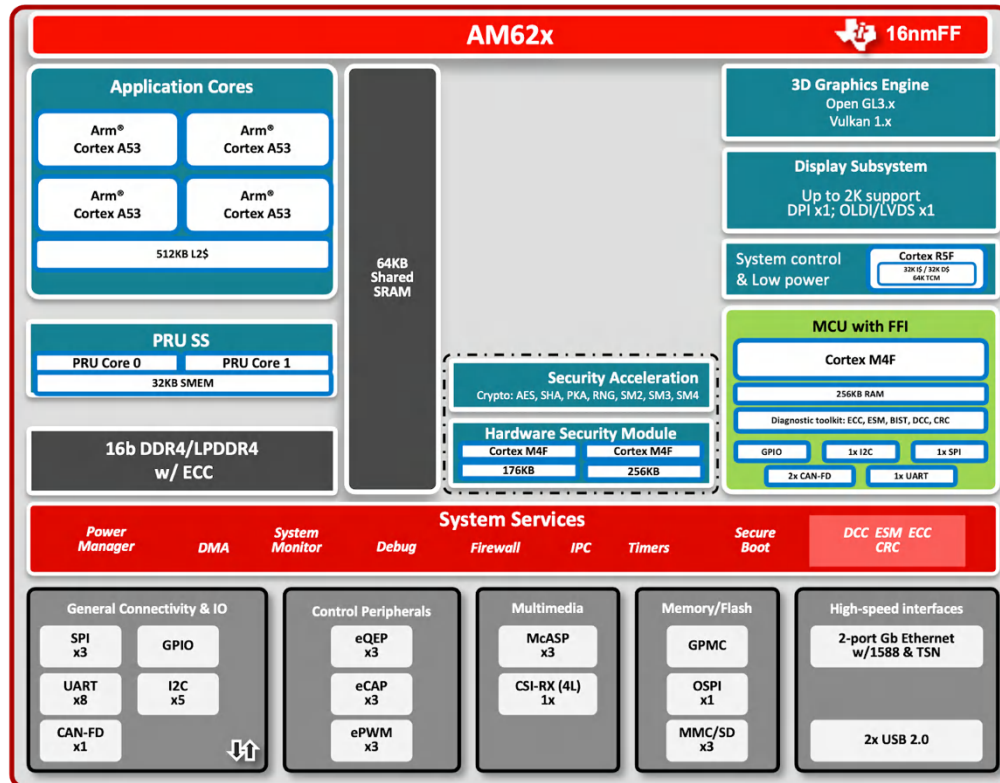 AM62x
16nmFF
Application Cores
Arm®
Cortex A53
Arm®
Cortex A53
Arm®
Cortex A53
Arm®
Cortex A53
512KB L2$
PRU SS
PRU Core 0
PRU Core 1
32KB SMEM
16b DDR4/LPDDR4
w/ ECC
64KB
Shared
SRAM
Security Acceleration
Crypto: AES, SHA, PKA, RNG, SM2, SM3, SM4
Hardware Security Module
Cortex M4F
Cortex M4F
176KB
256KB
3D Graphics Engine
Open GL3.x
Vulkan 1.x
Display Subsystem
Up to 2K support
DPI x1; OLDI/LVDS x1
System control
& Low power
Cortex R5F
32K I$ / 32K D$
64K TCM
MCU with FFI
Cortex M4F
256KB RAM
Diagnostic toolkit: ECC, ESM, BIST, DCC, CRC
GPIO
1x I2C
1x SPI
2x CAN-FD
1x UART
System Services
Power
Manager
DMA
System
Monitor
Debug
Firewall
IPC
Timers
Secure
Boot
DCC ESM ECC
CRC
General Connectivity & IO
SPI
x3
GPIO
UART
x8
I2C
x5
CAN-FD
x1
Control Peripherals
eQEP
x3
eCAP
x3
ePWM
x3
Multimedia
McASP
x3
CSI-RX (4L)
1x
Memory/Flash
GPMC
OSPI
x1
MMC/SD
x3
High-speed interfaces
2-port Gb Ethernet
w/1588 & TSN
2x USB 2.0